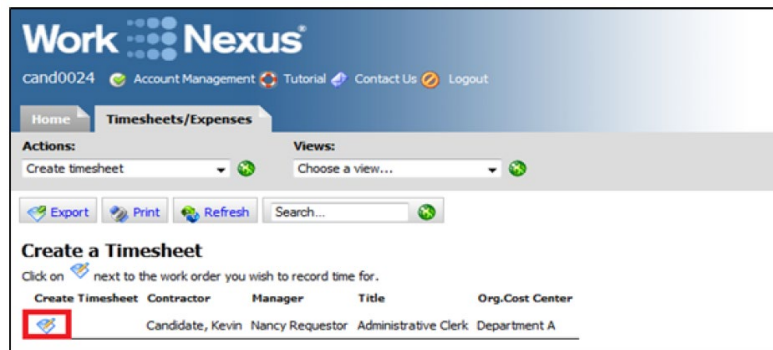 Work Nexus®
cand0024 Account Management Tutorial Contact Us Logout
Home Timesheets/Expenses
Actions: Views:
Create timesheet Choose a view...
Export Print Refresh Search...
Create a Timesheet
Click on next to the work order you wish to record time for.
Create Timesheet Contractor Manager Title Org.Cost Center
Candidate, Kevin Nancy Requestor Administrative Clerk Department A